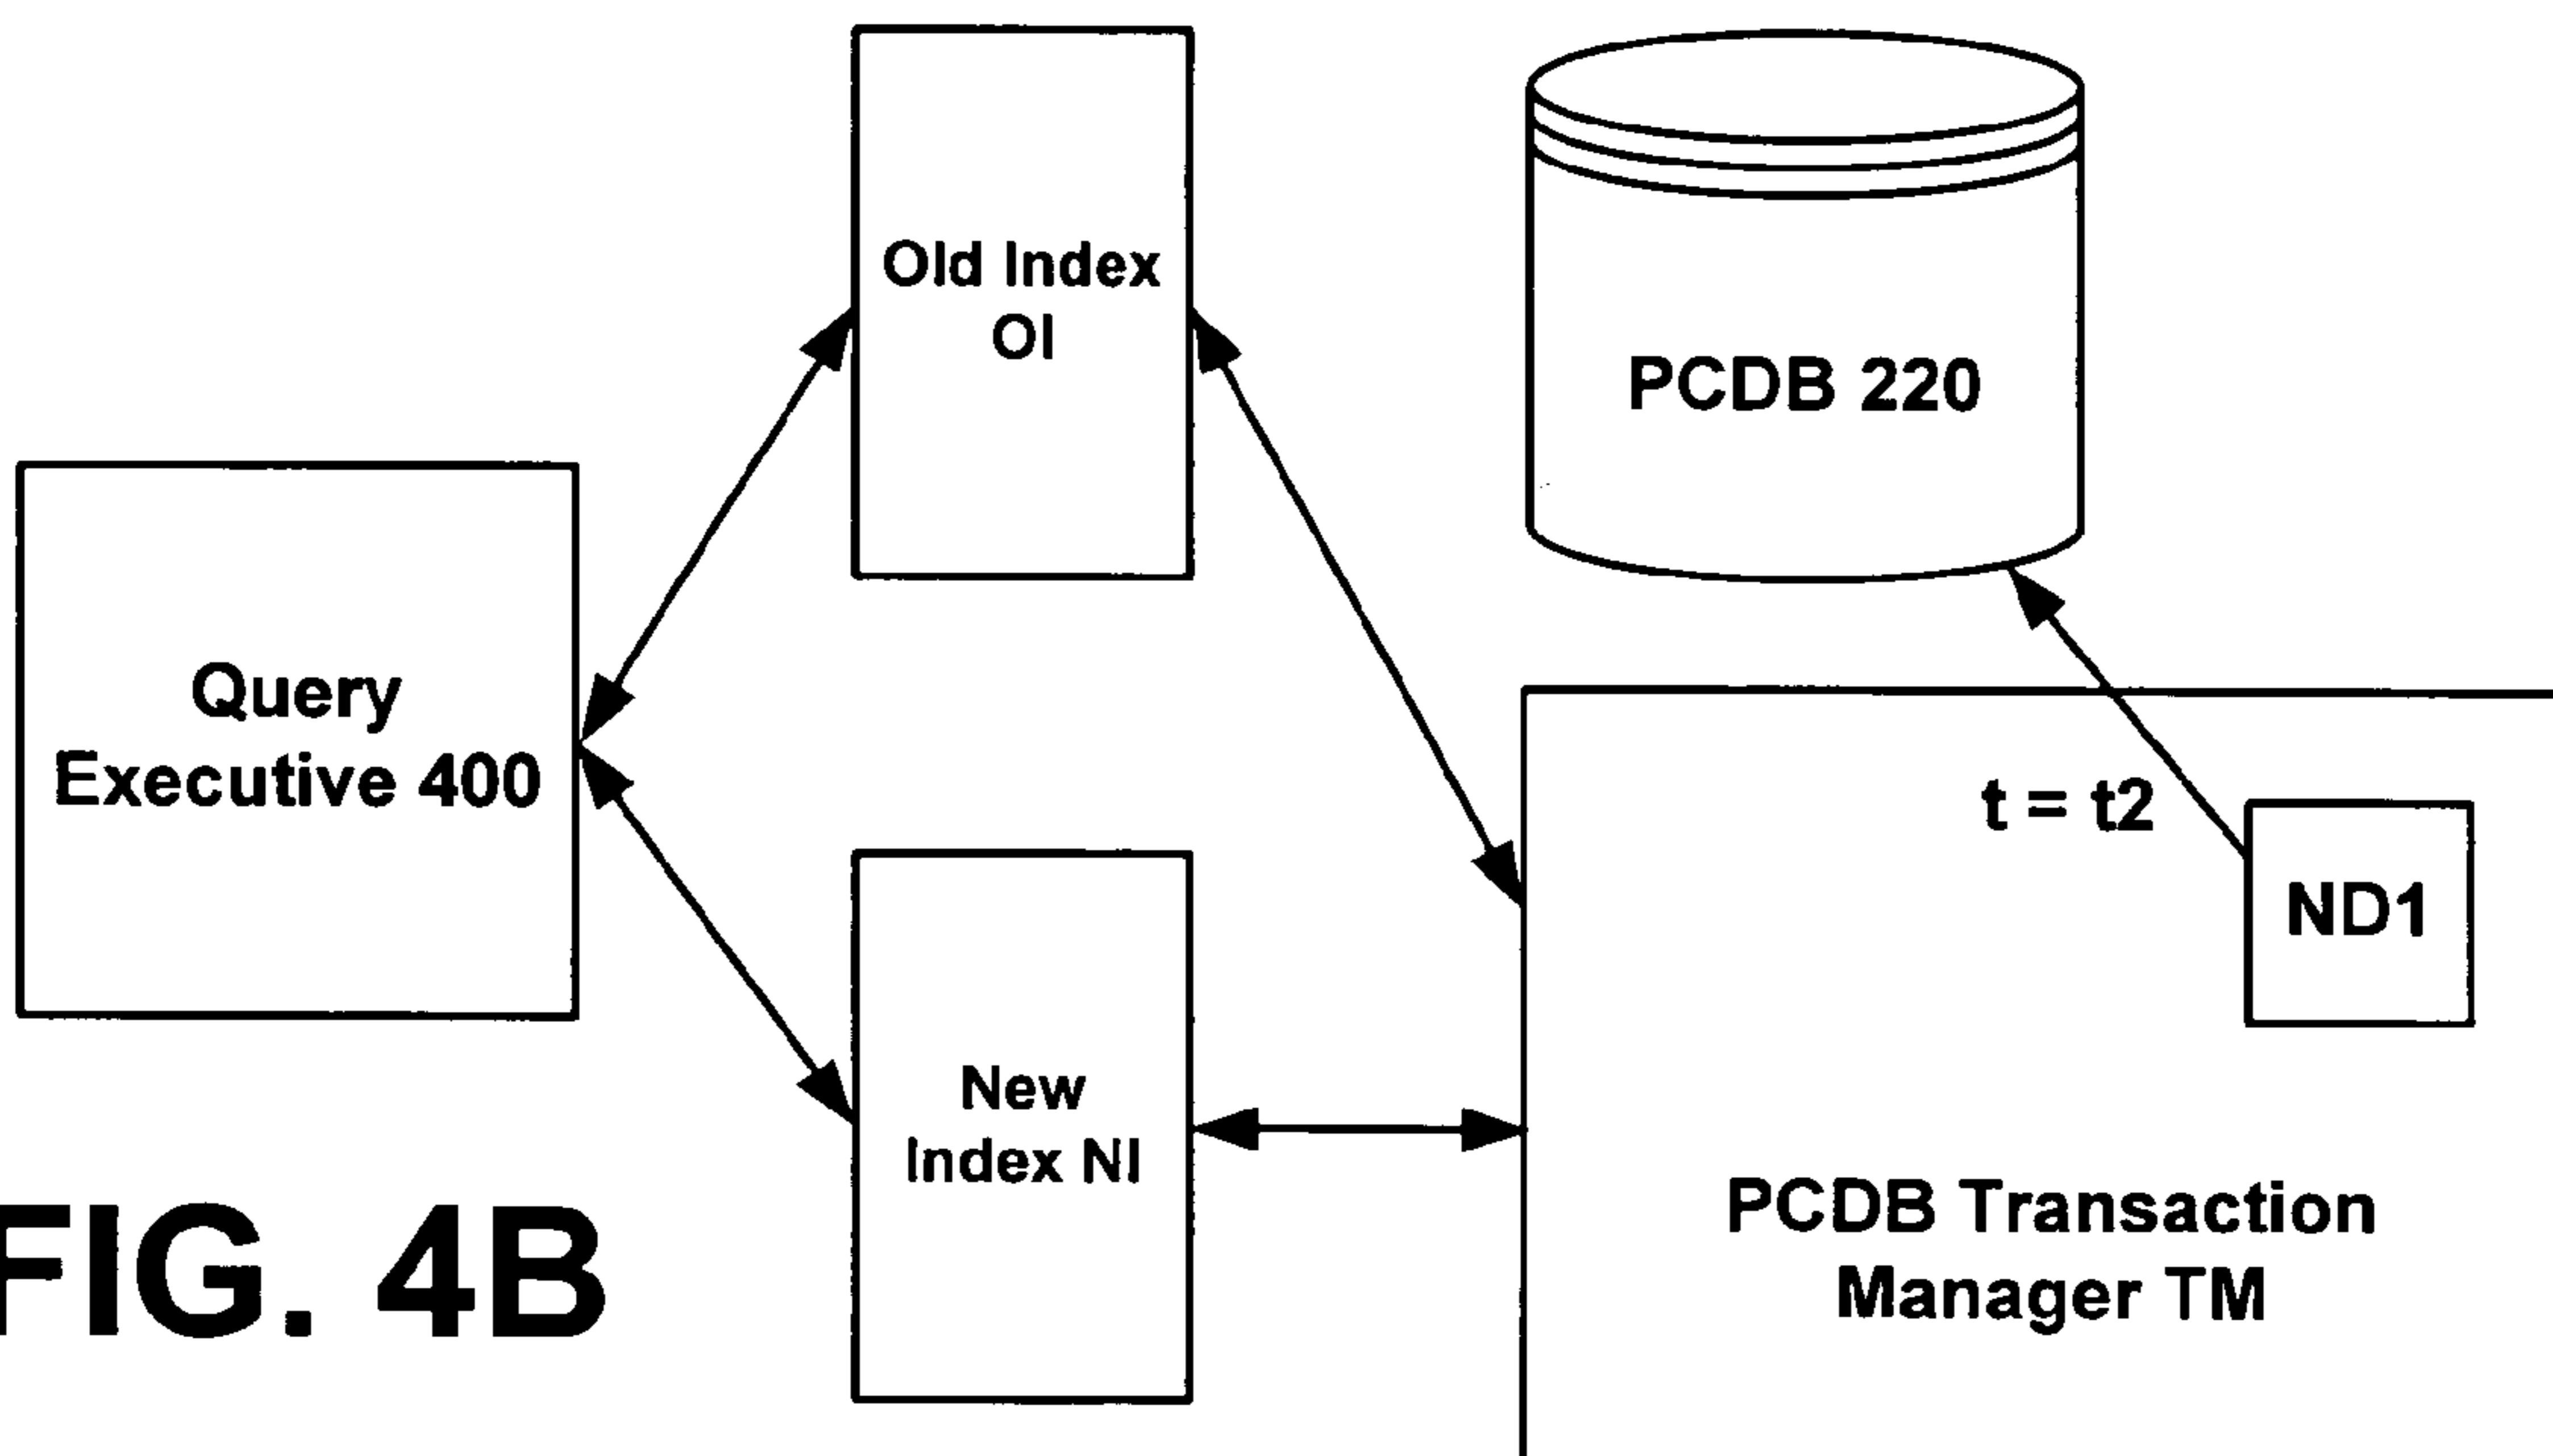 Old Index
OI
PCDB 220
Query
Executive 400
t = t2
ND1
New
Index NI
PCDB Transaction
Manager TM
FIG. 4B